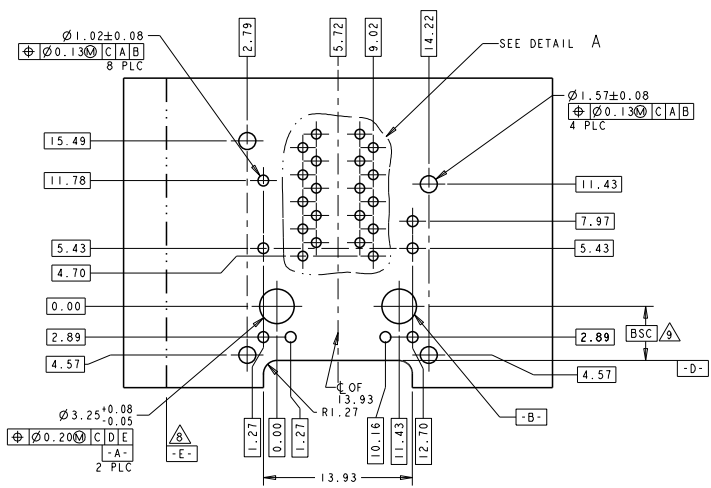 2.79
5.72
9.02
14.22
SEE DETAIL A
Ø1.02±0.08
⌖ Ø0.13Ⓜ C A B
8 PLC
Ø1.57±0.08
⌖ Ø0.13Ⓜ C A B
4 PLC
15.49
11.78
11.43
7.97
5.43
5.43
4.70
0.00
2.89
2.89
BSC 9
4.57
4.57
-D-
℄ OF
13.93
R1.27
Ø3.25 +0.08
-0.05
⌖ Ø0.20Ⓜ C D E
-A-
2 PLC
8
-E-
-B-
1.27
0.00
1.27
10.16
11.43
12.70
13.93